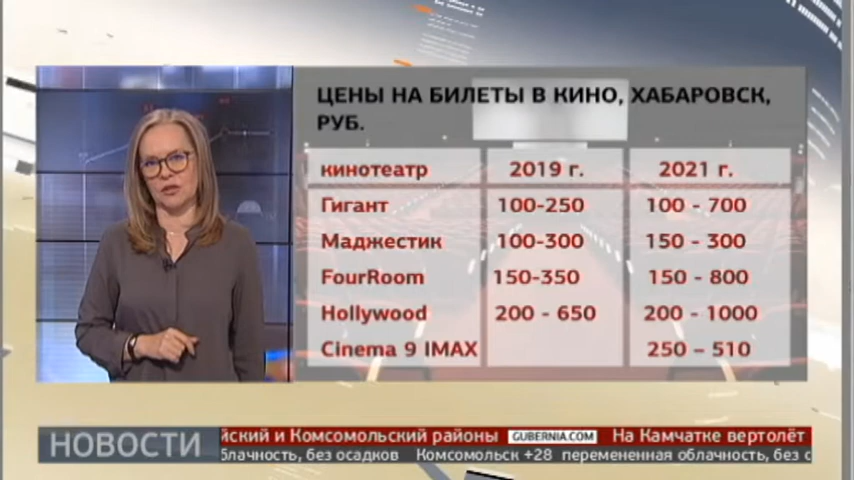 ЦЕНЫ НА БИЛЕТЫ В КИНО, ХАБАРОВСК,
РУБ.
кинотеатр 2019 г. 2021 г.
Гигант 100-250 100 - 700
Маджестик 100-300 150 - 300
FourRoom 150-350 150 - 800
Hollywood 200 - 650 200 - 1000
Cinema 9 IMAX 250 – 510
НОВОСТИ
йский и Комсомольский районы GUBERNIA.COM На Камчатке вертолёт
блачность, без осадков Комсомольск +28 переменная облачность, без о